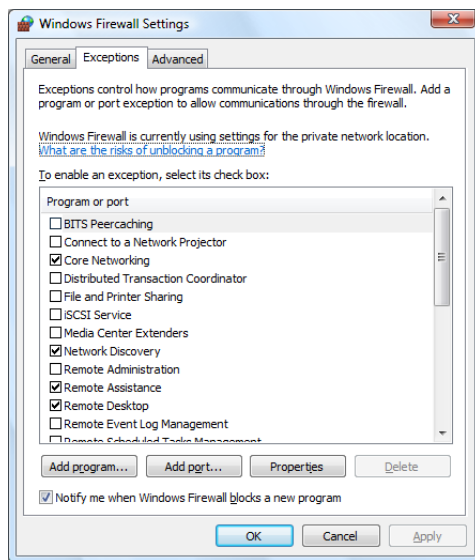 Windows Firewall Settings
General Exceptions Advanced
Exceptions control how programs communicate through Windows Firewall. Add a
program or port exception to allow communications through the firewall.
Windows Firewall is currently using settings for the private network location.
What are the risks of unblocking a program?
To enable an exception, select its check box:
Program or port
BITS Peercaching
Connect to a Network Projector
Core Networking
Distributed Transaction Coordinator
File and Printer Sharing
iSCSI Service
Media Center Extenders
Network Discovery
Remote Administration
Remote Assistance
Remote Desktop
Remote Event Log Management
Remote Scheduled Tasks Management
Add program... Add port... Properties Delete
Notify me when Windows Firewall blocks a new program
OK Cancel Apply